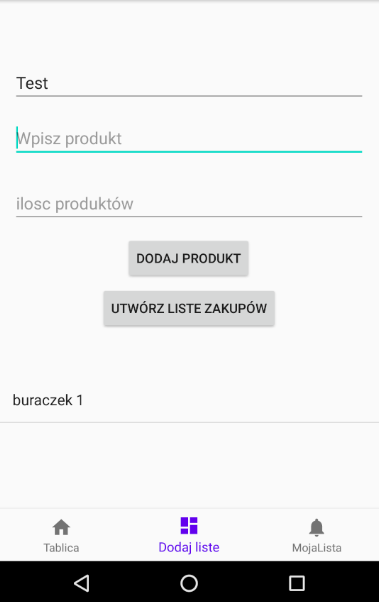 Test
Wpisz produkt
ilosc produktów
DODAJ PRODUKT
UTWÓRZ LISTE ZAKUPÓW
buraczek 1
Tablica
Dodaj liste
MojaLista